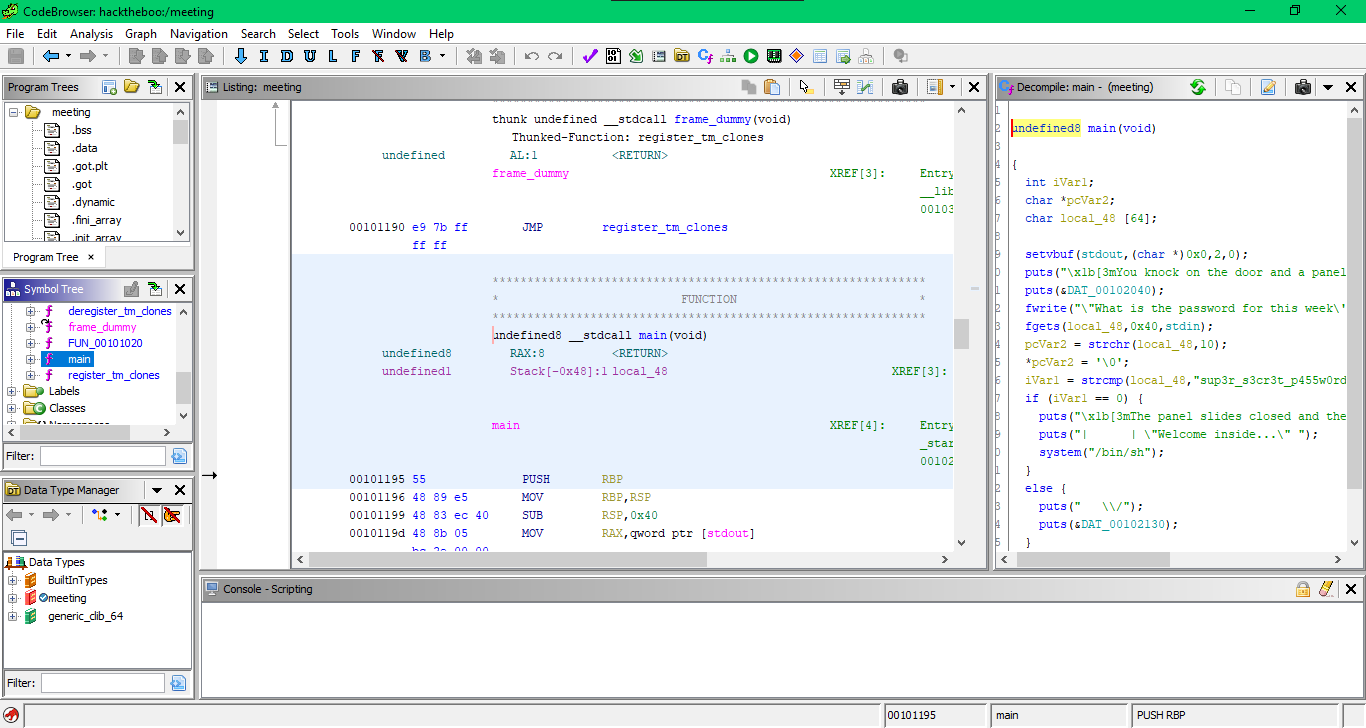 CodeBrowser: hacktheboo:/meeting
File Edit Analysis Graph Navigation Search Select Tools Window Help
I D U L F V B
Program Trees
meeting
.bss
.data
.got.plt
.got
.dynamic
.fini_array
.init_array
Program Tree ×
Symbol Tree
deregister_tm_clones
frame_dummy
FUN_00101020
main
register_tm_clones
Labels
Classes
Filter:
Data Type Manager
Data Types
BuiltInTypes
meeting
generic_clib_64
Filter:
Listing: meeting
thunk undefined __stdcall frame_dummy(void)
Thunked-Function: register_tm_clones
undefined AL:1 <RETURN>
frame_dummy XREF[3]: Entry
__lib
00103
00101190 e9 7b ff JMP register_tm_clones
ff ff
**************************************************************
* FUNCTION *
**************************************************************
undefined8 __stdcall main(void)
undefined8 RAX:8 <RETURN>
undefined1 Stack[-0x48]:1 local_48 XREF[3]:
main XREF[4]: Entry
_star
00102
00101195 55 PUSH RBP
00101196 48 89 e5 MOV RBP,RSP
00101199 48 83 ec 40 SUB RSP,0x40
0010119d 48 8b 05 MOV RAX,qword ptr [stdout]
Decompile: main - (meeting)
1
2 undefined8 main(void)
3
4 {
5 int iVar1;
6 char *pcVar2;
7 char local_48 [64];
8
9 setvbuf(stdout,(char *)0x0,2,0);
0 puts("\x1b[3mYou knock on the door and a panel
1 puts(&DAT_00102040);
2 fwrite("\"What is the password for this week\'
3 fgets(local_48,0x40,stdin);
4 pcVar2 = strchr(local_48,10);
5 *pcVar2 = '\0';
6 iVar1 = strcmp(local_48,"sup3r_s3cr3t_p455w0rd
7 if (iVar1 == 0) {
8 puts("\x1b[3mThe panel slides closed and the
9 puts("| | \"Welcome inside...\" ");
0 system("/bin/sh");
1 }
2 else {
3 puts(" \\/");
4 puts(&DAT_00102130);
5 }
Console - Scripting
00101195 main PUSH RBP